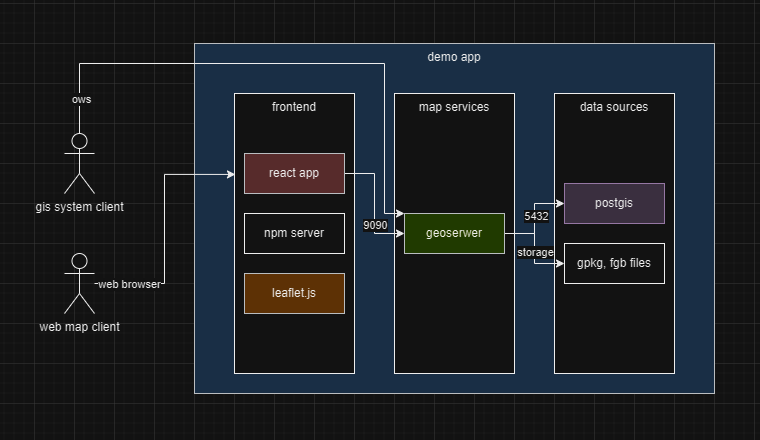 demo app
ows
gis system client
web browser
web map client
frontend
react app
npm server
leaflet.js
9090
map services
geoserwer
5432
storage
data sources
postgis
gpkg, fgb files